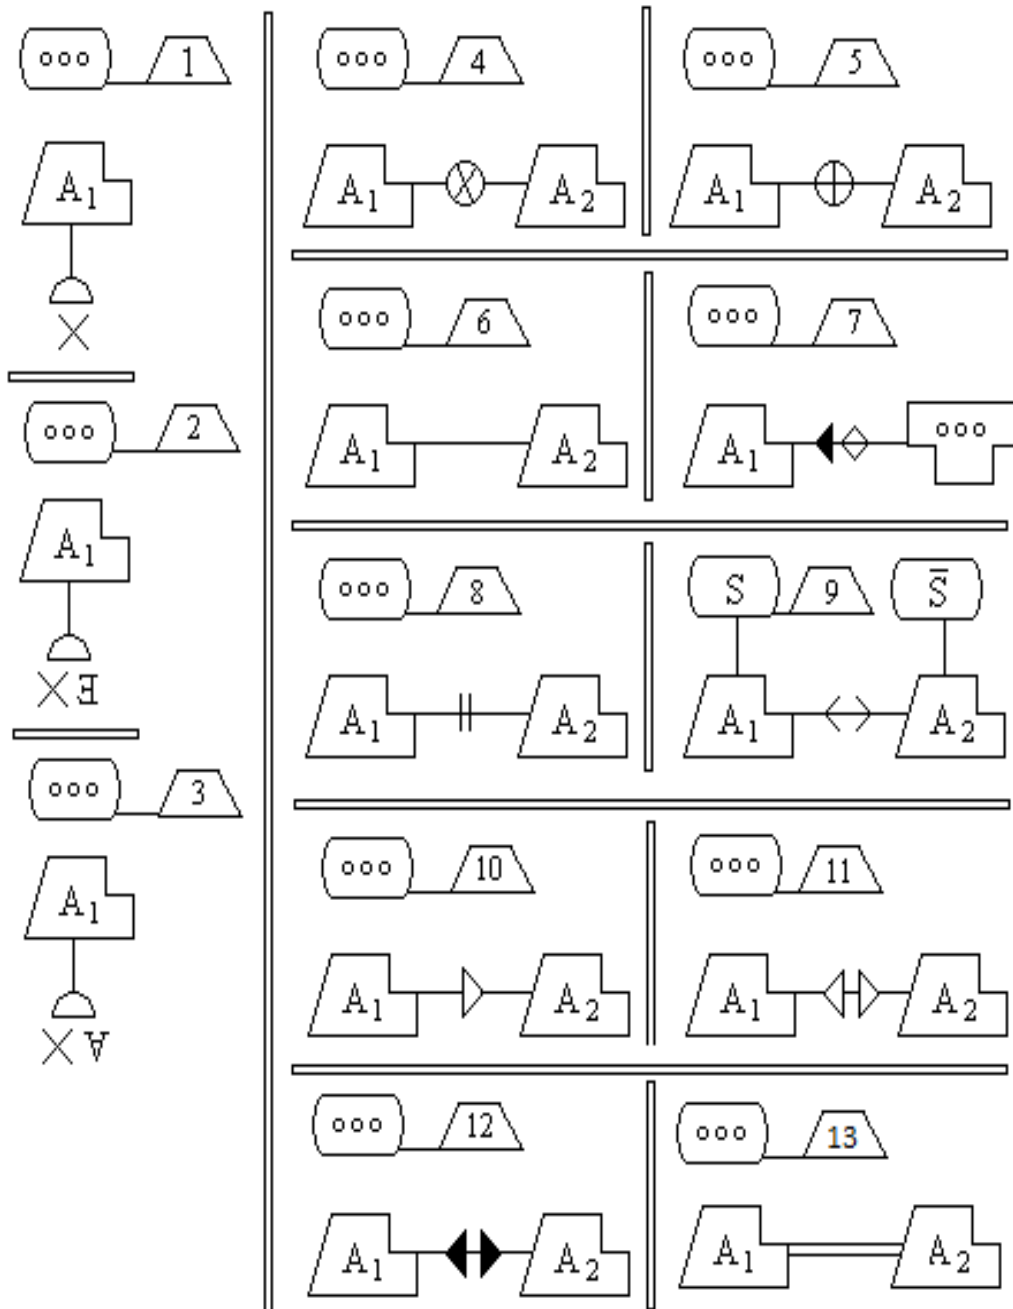 ooo 1
A1
X
ooo 2
A1
X E
ooo 3
A1
X ∀
ooo 4
A1 X A2
ooo 5
A1 A2
ooo 6
A1 A2
ooo 7
A1 ooo
ooo 8
A1 A2
S 9 S̄
A1 A2
ooo 10
A1 A2
ooo 11
A1 A2
ooo 12
A1 A2
ooo 13
A1 A2